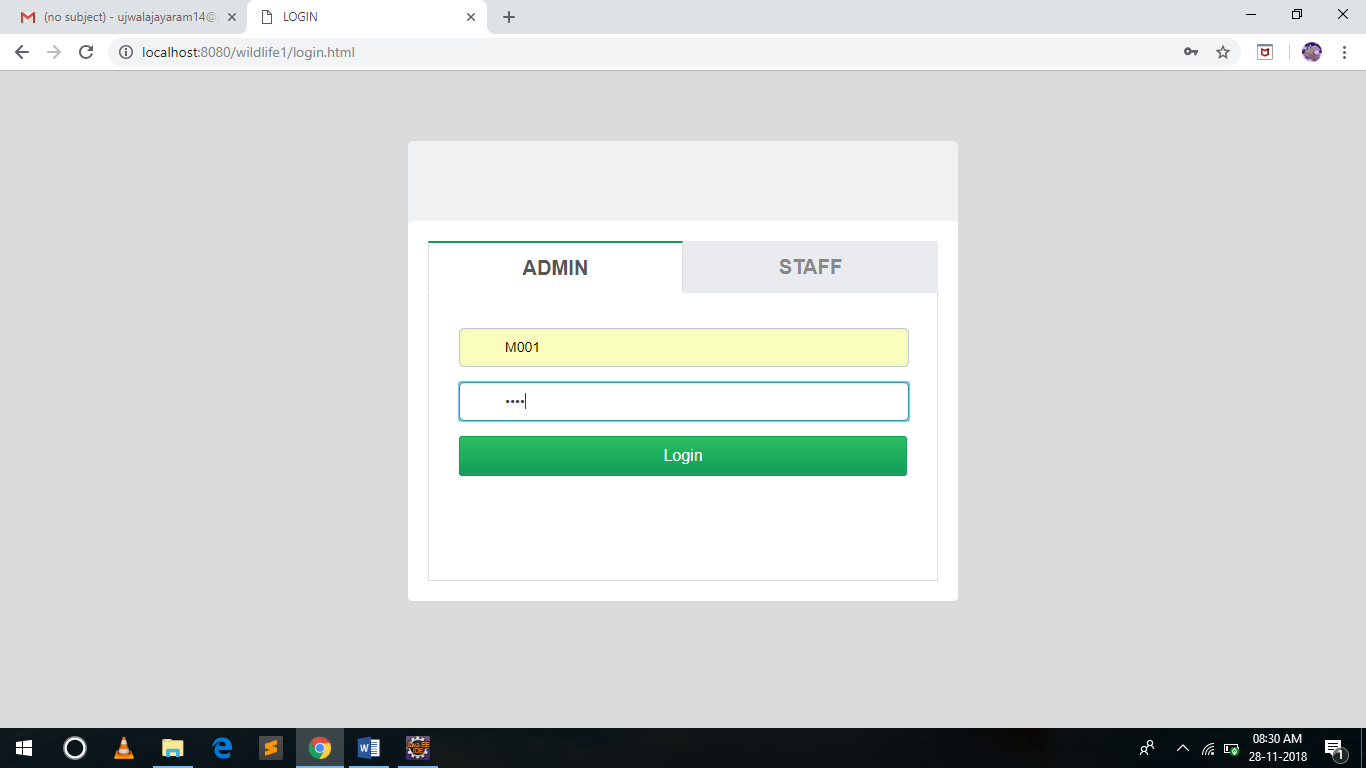 (no subject) - ujwalajayaram14@
LOGIN
localhost:8080/wildlife1/login.html
ADMIN
STAFF
M001
••••
Login
08:30 AM
28-11-2018
1